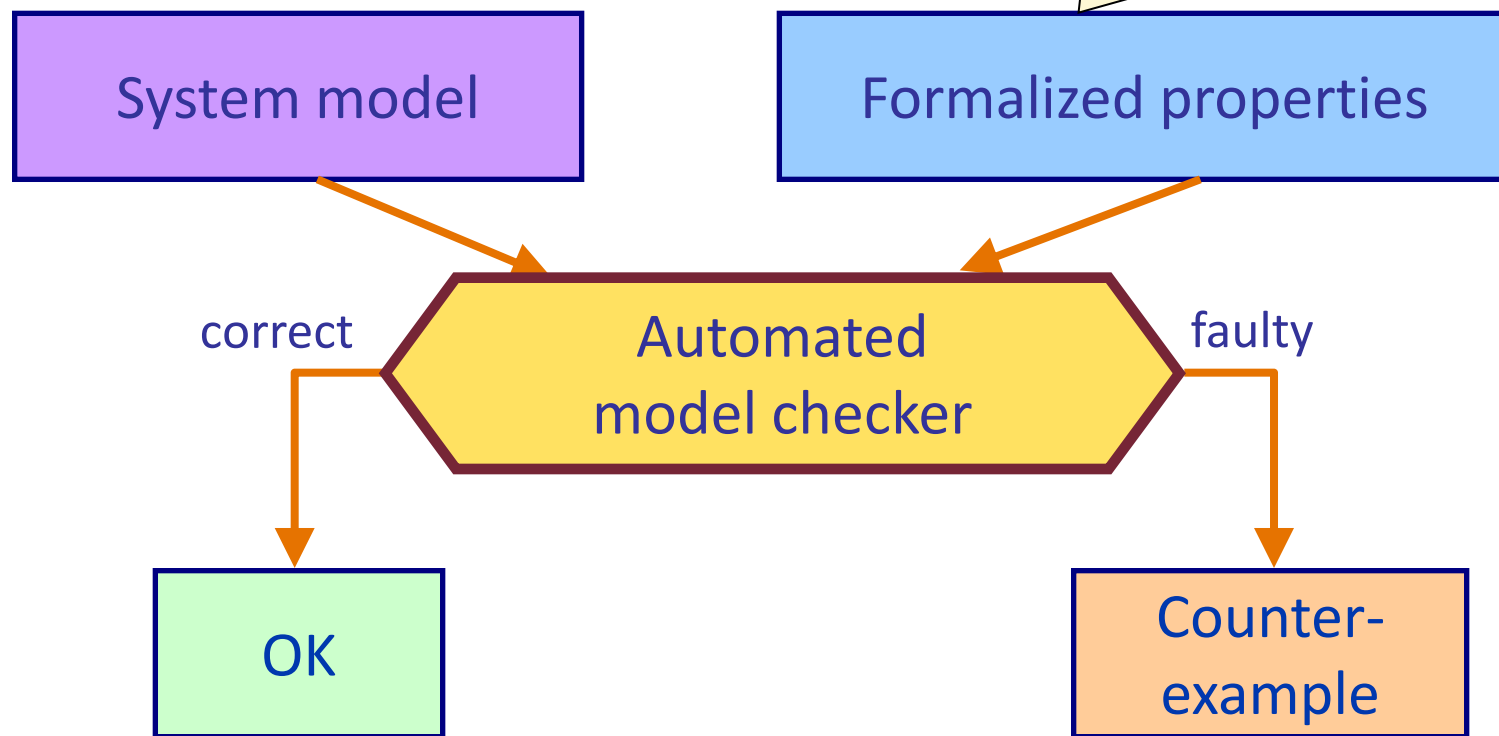 System model
Formalized properties
correct
Automated
model checker
faulty
OK
Counter-
example